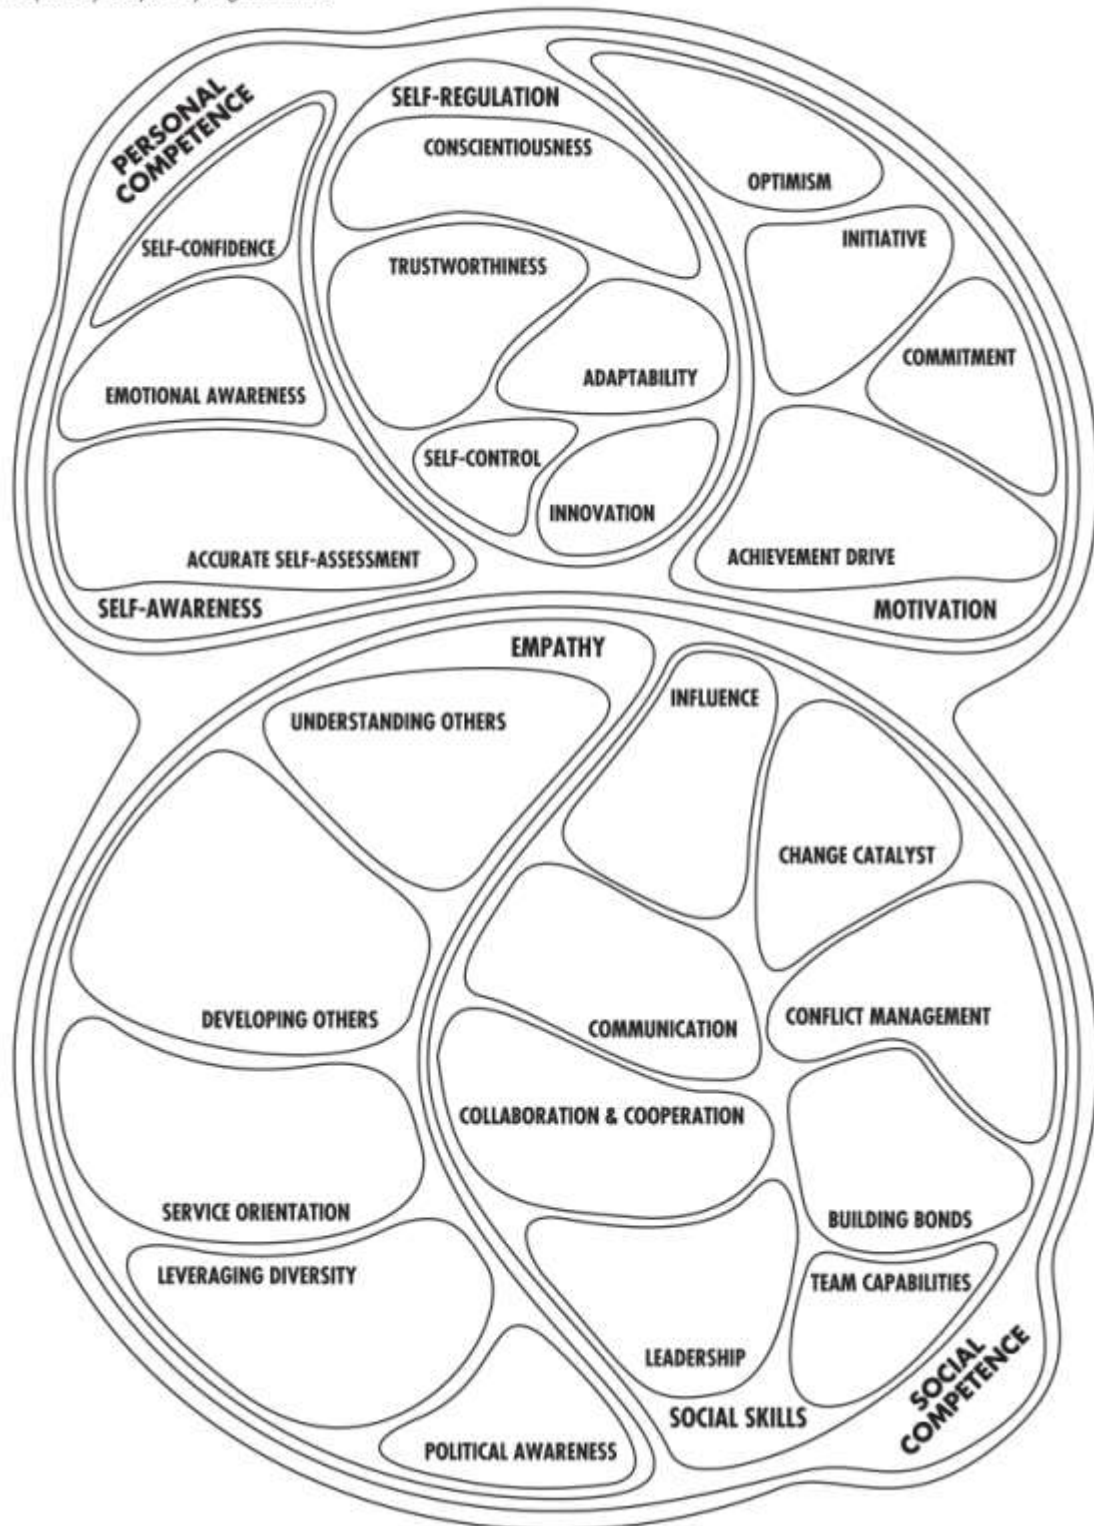 PERSONAL
COMPETENCE
SELF-REGULATION
CONSCIENTIOUSNESS
OPTIMISM
SELF-CONFIDENCE
INITIATIVE
TRUSTWORTHINESS
COMMITMENT
ADAPTABILITY
EMOTIONAL AWARENESS
SELF-CONTROL
INNOVATION
ACCURATE SELF-ASSESSMENT
ACHIEVEMENT DRIVE
SELF-AWARENESS
MOTIVATION
EMPATHY
INFLUENCE
UNDERSTANDING OTHERS
CHANGE CATALYST
DEVELOPING OTHERS
COMMUNICATION
CONFLICT MANAGEMENT
COLLABORATION & COOPERATION
SERVICE ORIENTATION
BUILDING BONDS
LEVERAGING DIVERSITY
TEAM CAPABILITIES
LEADERSHIP
SOCIAL SKILLS
POLITICAL AWARENESS
SOCIAL
COMPETENCE